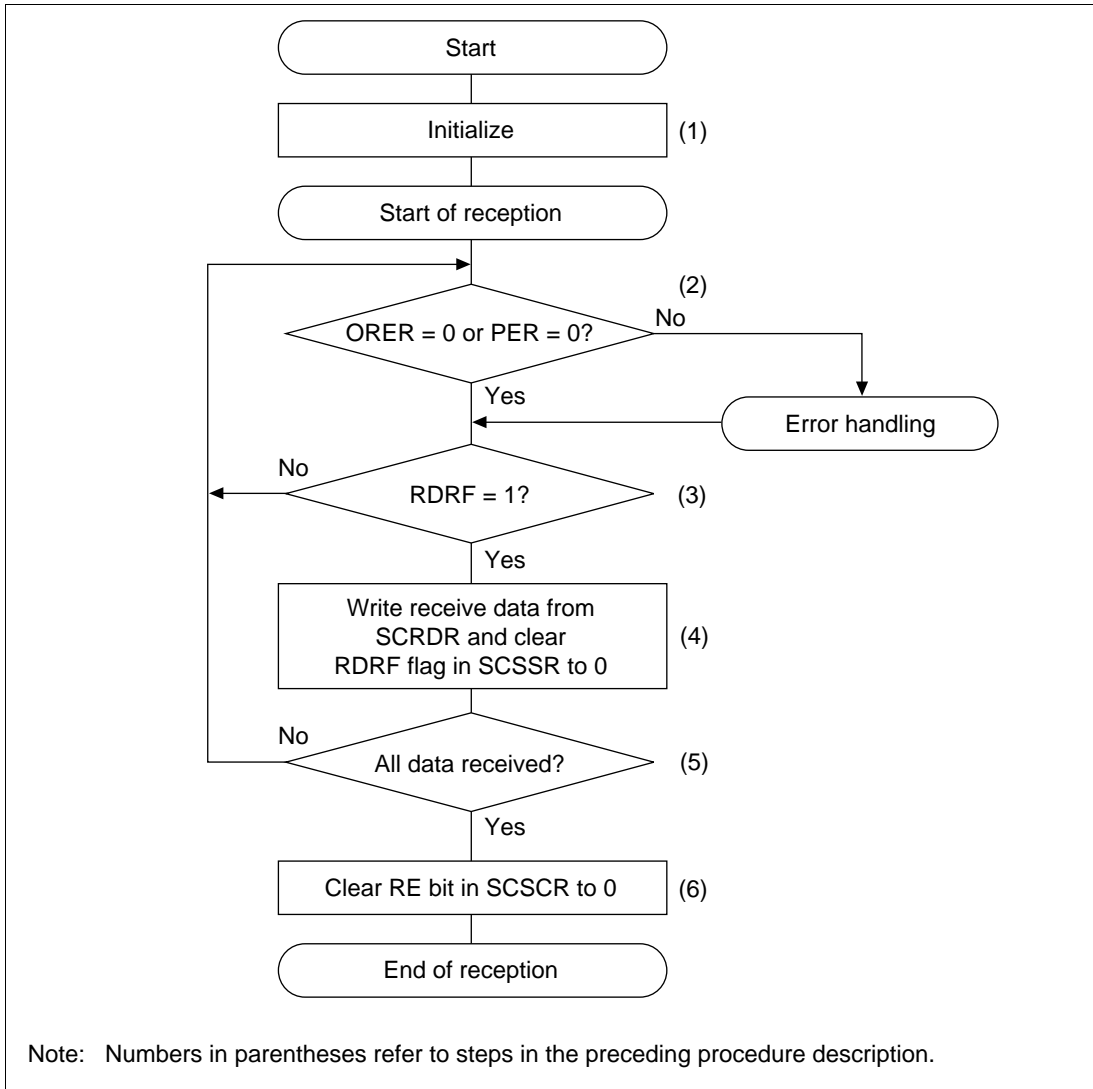 Start
Initialize
(1)
Start of reception
(2)
ORER = 0 or PER = 0?
No
Yes
Error handling
No
RDRF = 1?
(3)
Yes
Write receive data from
SCRDR and clear
RDRF flag in SCSSR to 0
(4)
No
All data received?
(5)
Yes
Clear RE bit in SCSCR to 0
(6)
End of reception
Note: Numbers in parentheses refer to steps in the preceding procedure description.